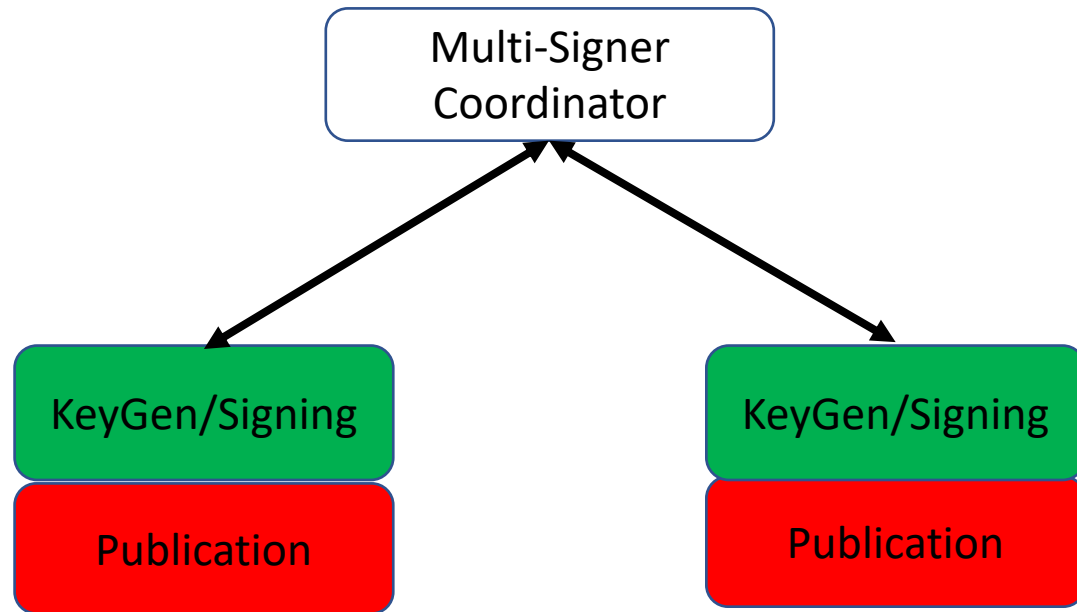 Multi-Signer
Coordinator
KeyGen/Signing
KeyGen/Signing
Publication
Publication